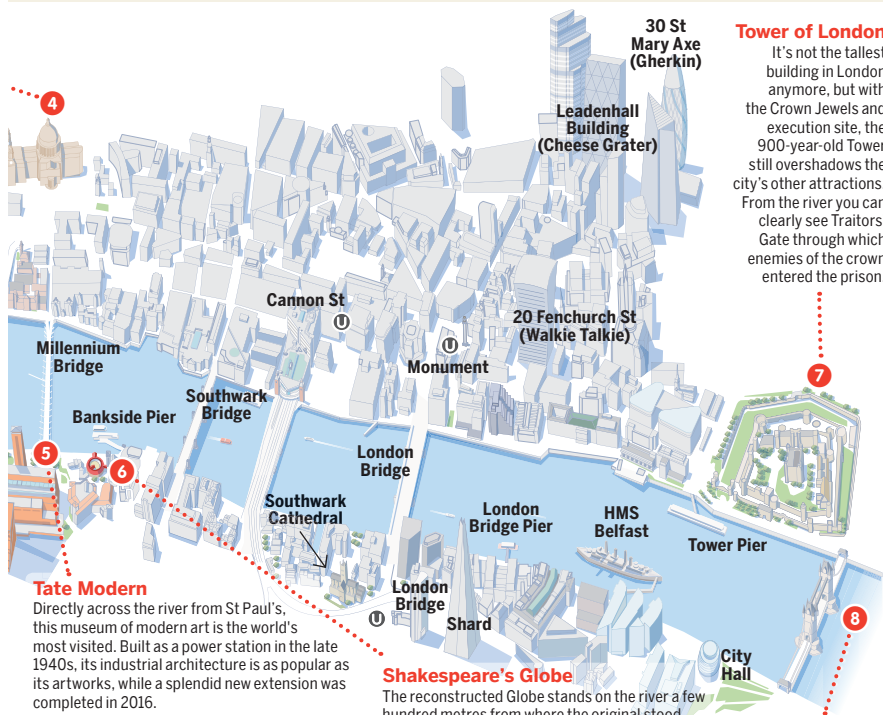 30 St
Mary Axe
(Gherkin)
Tower of London
It's not the tallest
building in London
anymore, but with
the Crown Jewels and
execution site, the
900-year-old Tower
still overshadows the
city's other attractions.
From the river you can
clearly see Traitors
Gate through which
enemies of the crown
entered the prison
4
Leadenhall
Building
(Cheese Grater)
Cannon St
U
20 Fenchurch St
(Walkie Talkie)
U
Monument
Millennium
Bridge
7
Southwark
Bridge
Bankside Pier
5
6
London
Bridge
Southwark
Cathedral
London
Bridge Pier
HMS
Belfast
Tower Pier
Tate Modern
Directly across the river from St Paul's,
this museum of modern art is the world's
most visited. Built as a power station in the late
1940s, its industrial architecture is as popular as
its artworks, while a splendid new extension was
completed in 2016.
London
Bridge
U
Shard
8
City
Hall
Shakespeare's Globe
The reconstructed Globe stands on the river a few
hundred metres from where the original stood